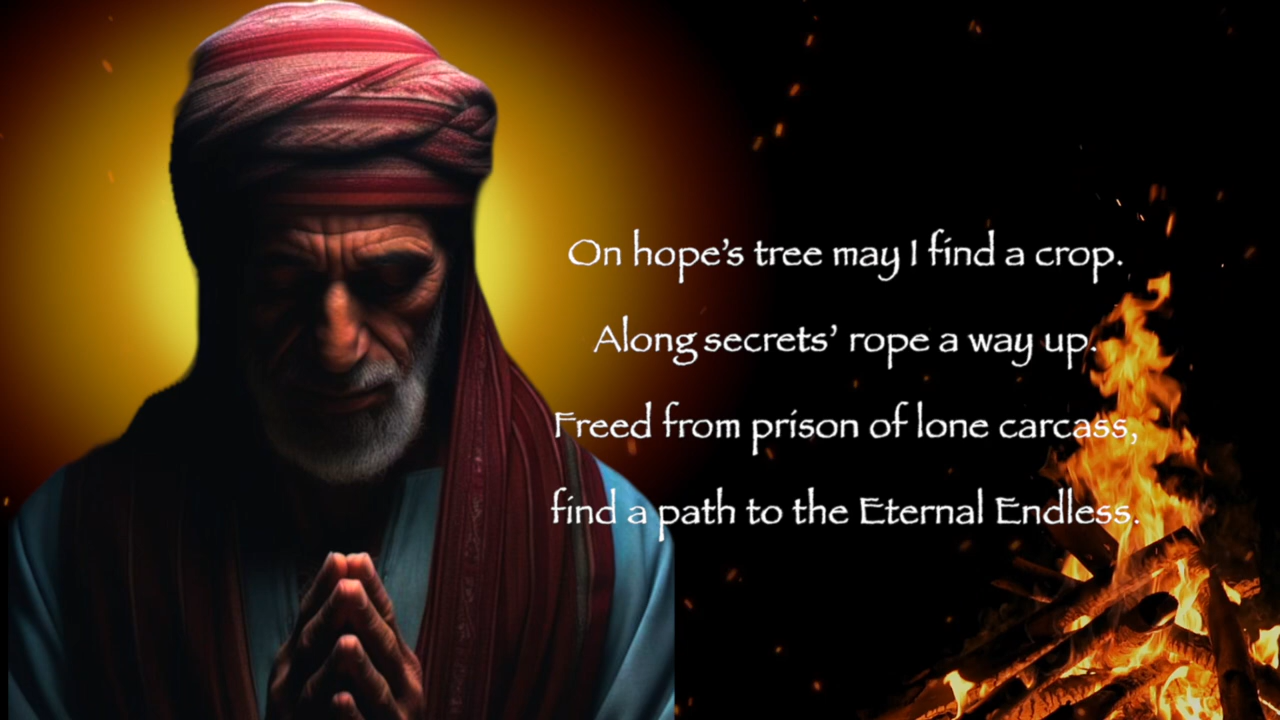 On hope’s tree may I find a crop.
Along secrets’ rope a way up.
Freed from prison of lone carcass,
find a path to the Eternal Endless.